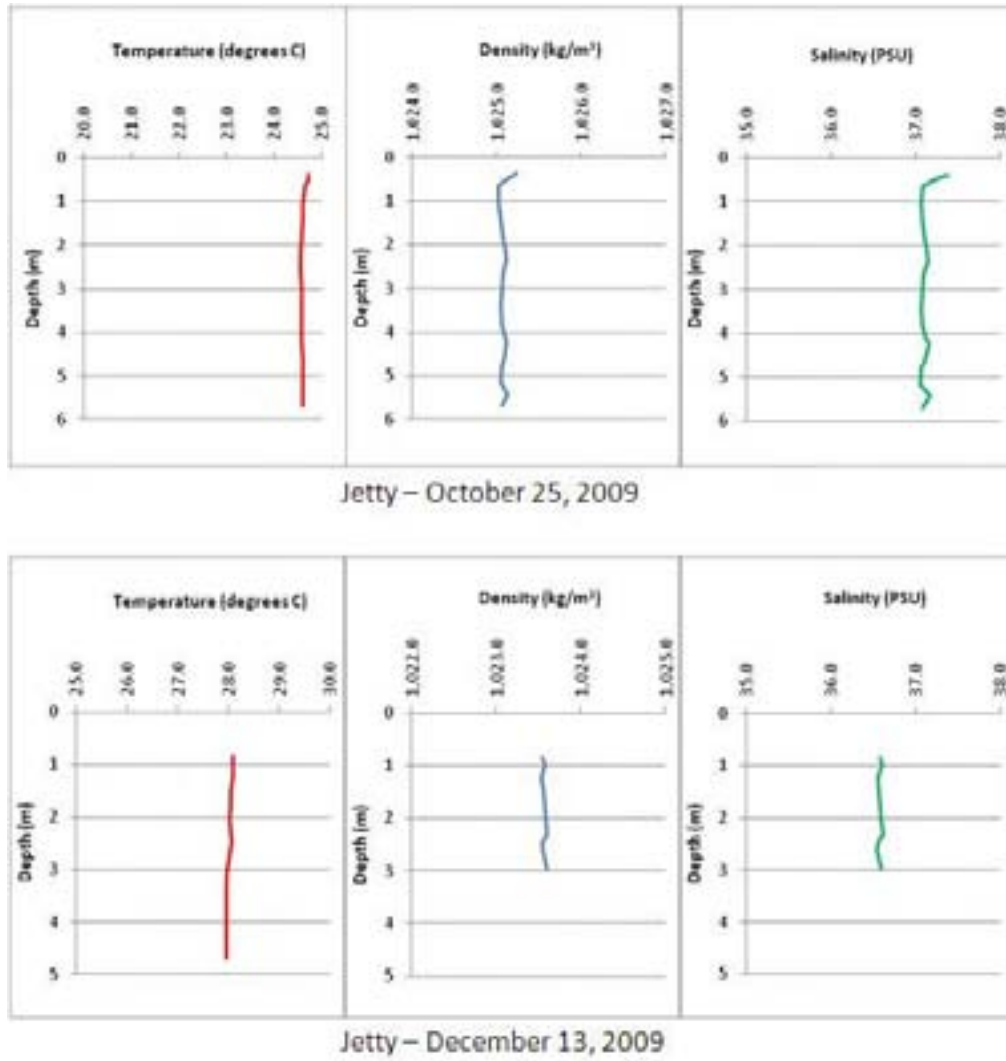 Temperature (degrees C)
20.0 21.0 22.0 23.0 24.0 25.0
0
1
2
3
4
5
6
Depth (m)
Density (kg/m³)
1,024.0 1,025.0 1,026.0 1,027.0
0
1
2
3
4
5
6
Depth (m)
Salinity (PSU)
35.0 36.0 37.0 38.0
0
1
2
3
4
5
6
Depth (m)
Jetty – October 25, 2009
Temperature (degrees C)
25.0 26.0 27.0 28.0 29.0 30.0
0
1
2
3
4
5
Depth (m)
Density (kg/m³)
1,022.0 1,023.0 1,024.0 1,025.0
0
1
2
3
4
5
Depth (m)
Salinity (PSU)
35.0 36.0 37.0 38.0
0
1
2
3
4
5
Depth (m)
Jetty – December 13, 2009